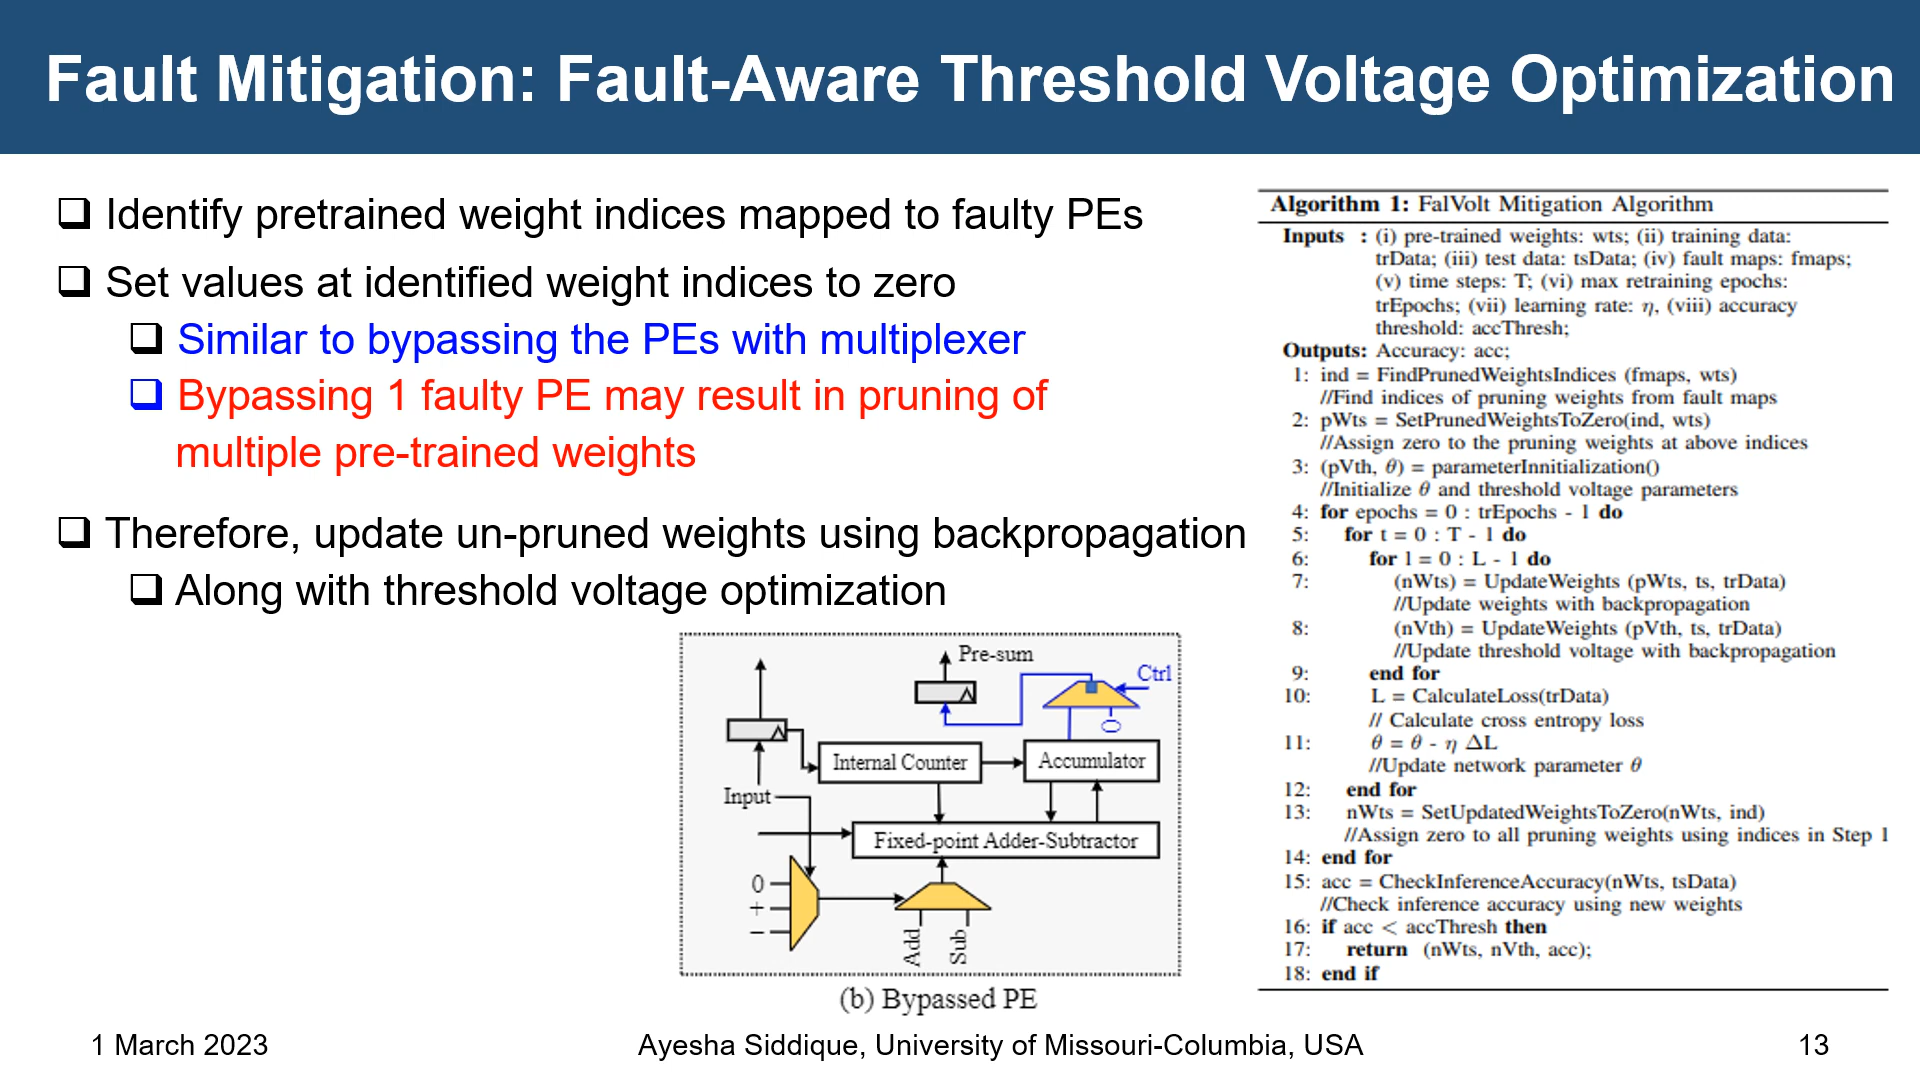 Fault Mitigation: Fault-Aware Threshold Voltage Optimization
Identify pretrained weight indices mapped to faulty PEs
Set values at identified weight indices to zero
Similar to bypassing the PEs with multiplexer
Bypassing 1 faulty PE may result in pruning of
multiple pre-trained weights
Therefore, update un-pruned weights using backpropagation
Along with threshold voltage optimization
Pre-sum
Ctrl
0
Internal Counter
Accumulator
Input
Fixed-point Adder-Subtractor
0
+
−
Add
Sub
(b) Bypassed PE
Algorithm 1: FalVolt Mitigation Algorithm
Inputs : (i) pre-trained weights: wts; (ii) training data:
trData; (iii) test data: tsData; (iv) fault maps: fmaps;
(v) time steps: T; (vi) max retraining epochs:
trEpochs; (vii) learning rate: η, (viii) accuracy
threshold: accThresh;
Outputs: Accuracy: acc;
1: ind = FindPrunedWeightsIndices (fmaps, wts)
//Find indices of pruning weights from fault maps
2: pWts = SetPrunedWeightsToZero(ind, wts)
//Assign zero to the pruning weights at above indices
3: (pVth, θ) = parameterInnitialization()
//Initialize θ and threshold voltage parameters
4: for epochs = 0 : trEpochs - 1 do
5: for t = 0 : T - 1 do
6: for l = 0 : L - 1 do
7: (nWts) = UpdateWeights (pWts, ts, trData)
//Update weights with backpropagation
8: (nVth) = UpdateWeights (pVth, ts, trData)
//Update threshold voltage with backpropagation
9: end for
10: L = CalculateLoss(trData)
// Calculate cross entropy loss
11: θ = θ - η ΔL
//Update network parameter θ
12: end for
13: nWts = SetUpdatedWeightsToZero(nWts, ind)
//Assign zero to all pruning weights using indices in Step 1
14: end for
15: acc = CheckInferenceAccuracy(nWts, tsData)
//Check inference accuracy using new weights
16: if acc < accThresh then
17: return (nWts, nVth, acc);
18: end if
1 March 2023
Ayesha Siddique, University of Missouri-Columbia, USA
13